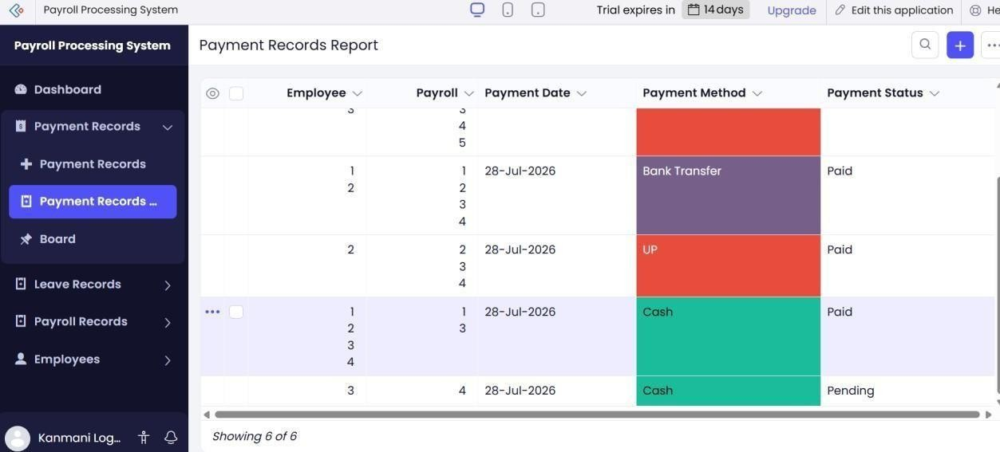 Payroll Processing System
Trial expires in 14 days Upgrade Edit this application He
Payroll Processing System
Payment Records Report
Dashboard
Payment Records
Payment Records
Payment Records ...
Board
Leave Records
Payroll Records
Employees
Kanmani Log...
Employee Payroll Payment Date Payment Method Payment Status
3 3
4
5
1 1 28-Jul-2026 Bank Transfer Paid
2 2
3
4
2 2 28-Jul-2026 UP Paid
3
4
1 1 28-Jul-2026 Cash Paid
2 3
3
4
3 4 28-Jul-2026 Cash Pending
Showing 6 of 6